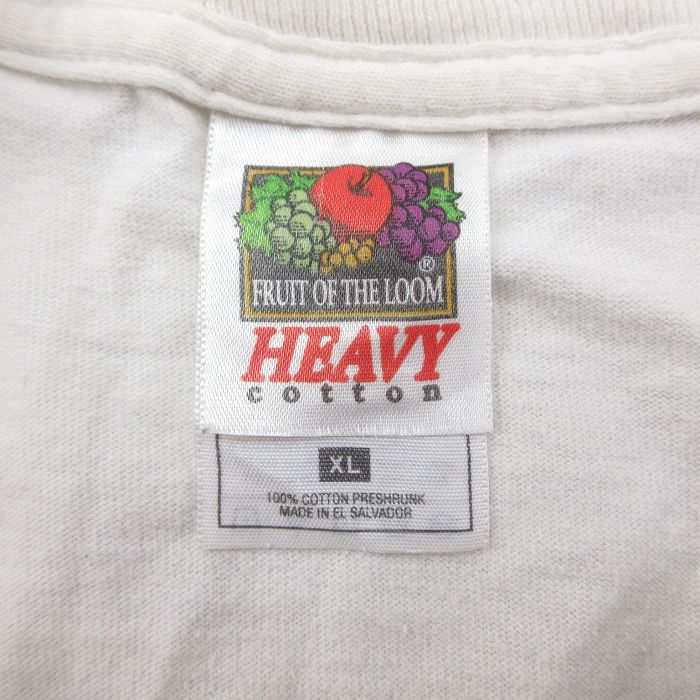 ®
FRUIT OF THE LOOM
HEAVY
cotton
XL
100% COTTON PRESHRUNK
MADE IN EL SALVADOR